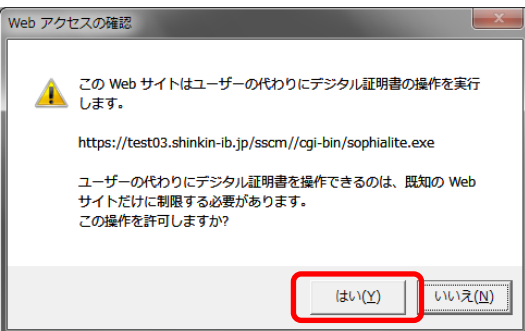 Web アクセスの確認
この Web サイトはユーザーの代わりにデジタル証明書の操作を実行
します。
https://test03.shinkin-ib.jp/sscm//cgi-bin/sophialite.exe
ユーザーの代わりにデジタル証明書を操作できるのは、既知の Web
サイトだけに制限する必要があります。
この操作を許可しますか?
はい(Y) いいえ(N)